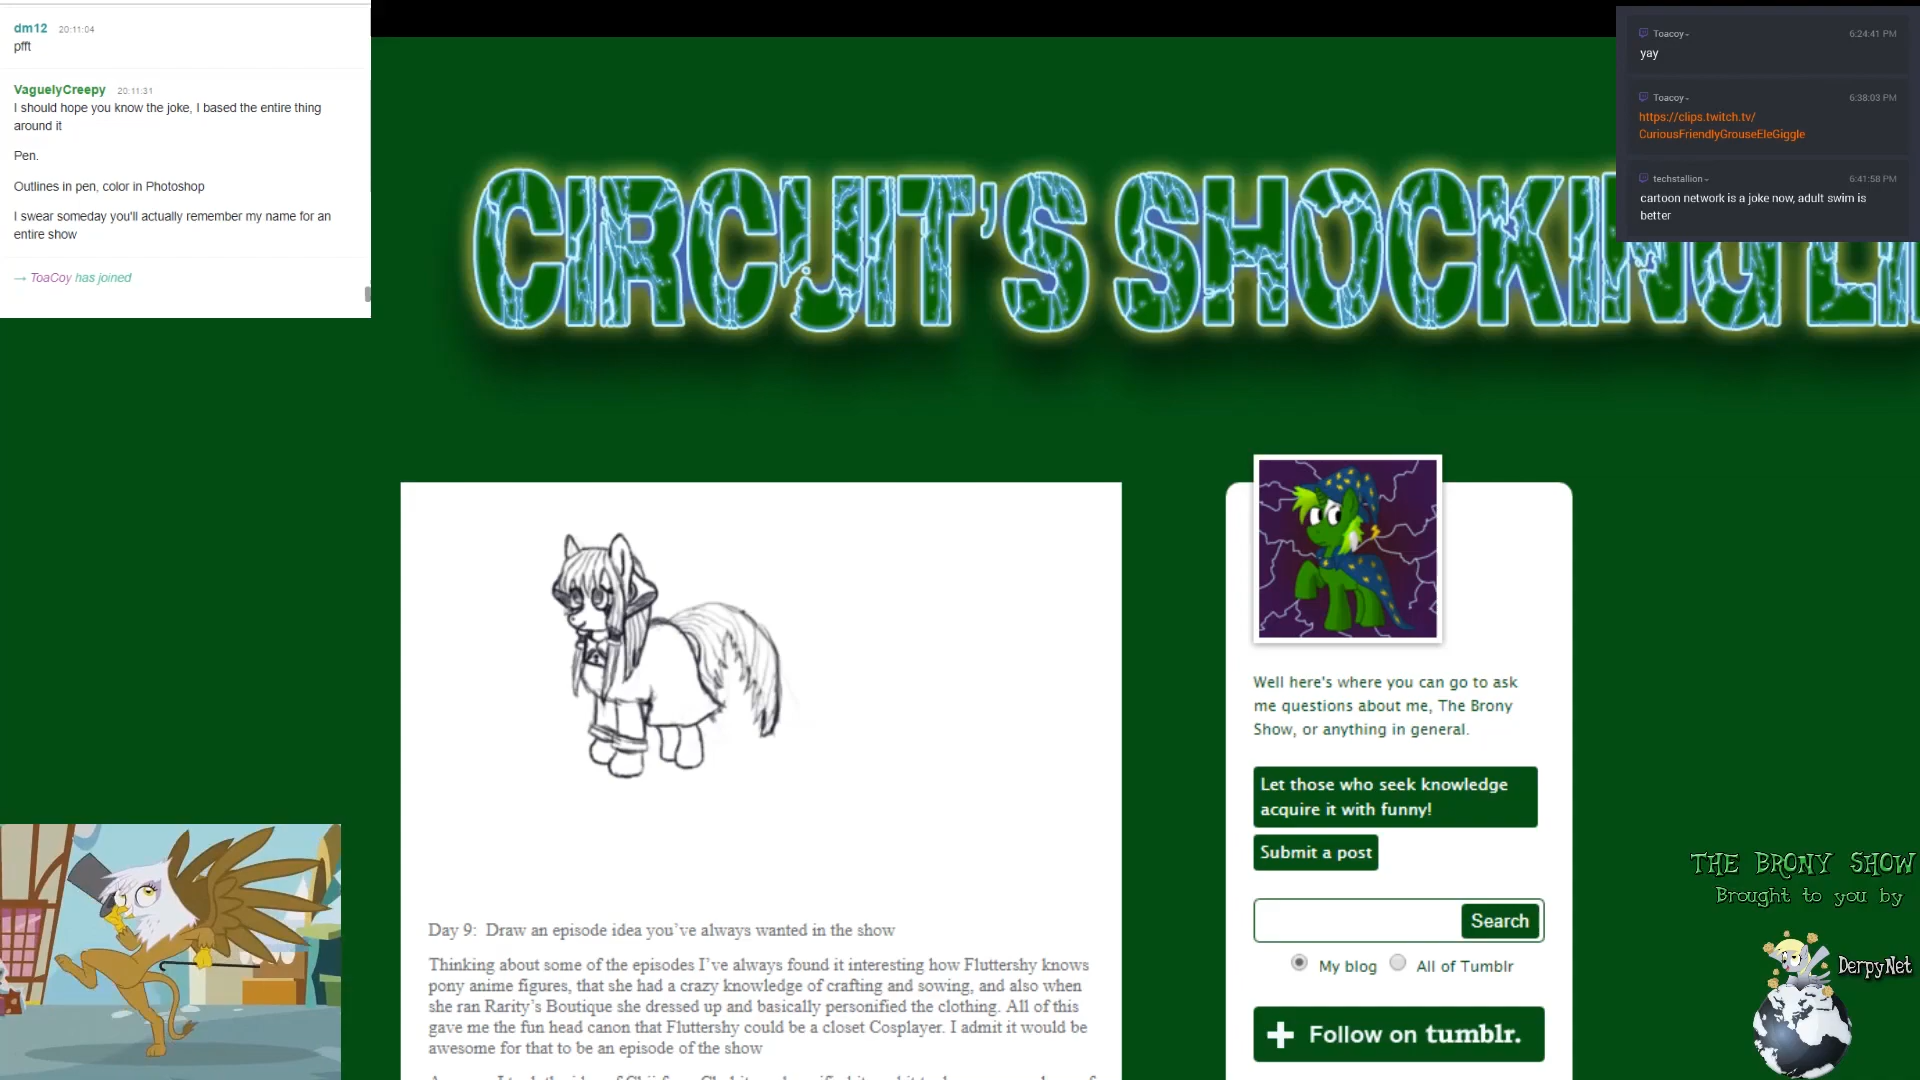 dm12 20:11:04
pfft
VaguelyCreepy 20:11:31
I should hope you know the joke, I based the entire thing
around it
Pen.
Outlines in pen, color in Photoshop
I swear someday you'll actually remember my name for an
entire show
→ ToaCoy has joined
Toacoy 6:24:41 PM
yay
Toacoy 6:38:03 PM
https://clips.twitch.tv/
CuriousFriendlyGrouseEleGiggle
techstallion 6:41:58 PM
cartoon network is a joke now, adult swim is
better
CIRCUIT'S SHOCKING
Well here's where you can go to ask
me questions about me, The Brony
Show, or anything in general.
Let those who seek knowledge
acquire it with funny!
Submit a post
Search
My blog All of Tumblr
+ Follow on tumblr.
Day 9: Draw an episode idea you’ve always wanted in the show
Thinking about some of the episodes I’ve always found it interesting how Fluttershy knows
pony anime figures, that she had a crazy knowledge of crafting and sowing, and also when
she ran Rarity’s Boutique she dressed up and basically personified the clothing. All of this
gave me the fun head canon that Fluttershy could be a closet Cosplayer. I admit it would be
awesome for that to be an episode of the show
THE BRONY SHOW
Brought to you by
DerpyNet